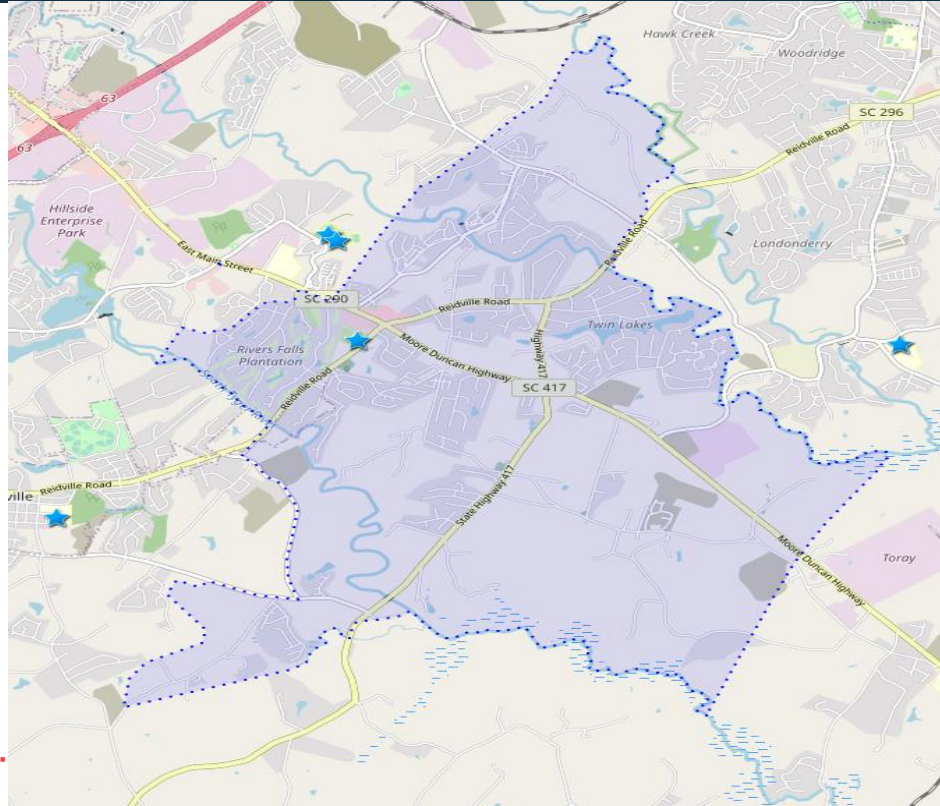 Hawk Creek
Woodridge
63
SC 296
Reidville Road
63
Hillside
Enterprise
Park
East Main Street
Londonderry
Reidville Road
SC 290
Reidville Road
Twin Lakes
Rivers Falls
Plantation
Moore Duncan Highway
Highway 417
Reidville Road
SC 417
State Highway 417
Reidville Road
ville
Moore Duncan Highway
Toray